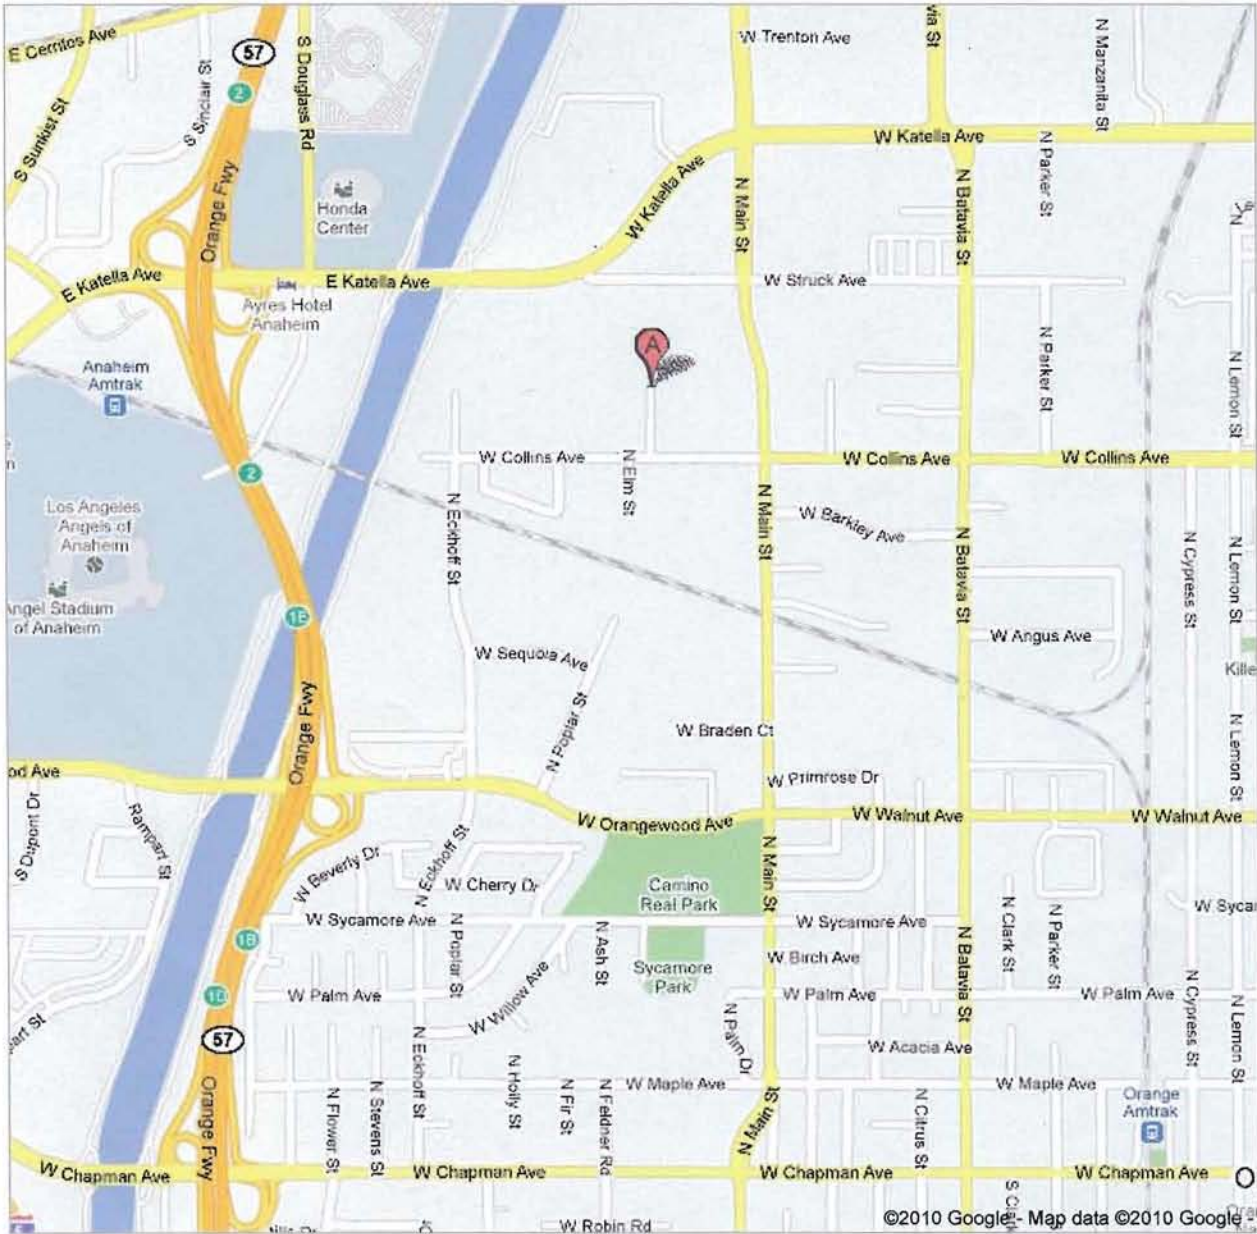 E Cerritos Ave
57
S Douglass Rd
W Trenton Ave
N Manzanita St
S Sinclair St
2
S Sunkist St
W Katella Ave
N Parker St
Orange Fwy
Honda
Center
W Katella Ave
N Main St
N Batavia St
E Katella Ave
E Katella Ave
W Struck Ave
Ayres Hotel
Anaheim
A
Anaheim
Amtrak
N Parker St
N Lemon St
W Collins Ave
N Elm St
W Collins Ave
W Collins Ave
2
Los Angeles
Angels of
Anaheim
N Eckhoff St
N Main St
W Barkley Ave
N Batavia St
N Cypress St
N Lemon St
Angel Stadium
of Anaheim
1E
W Angus Ave
W Sequoia Ave
Kille
Orange Fwy
N Poplar St
W Braden Ct
N Lemon St
od Ave
W Primrose Dr
S Dupont Dr
Rampart St
W Orangewood Ave
W Walnut Ave
W Walnut Ave
W Beverly Dr
N Eckhoff St
W Cherry Dr
Camino
Real Park
N Main St
W Sycamore Ave
N Poplar St
N Ash St
W Sycamore Ave
N Clark St
N Parker St
W Syca
1B
Sycamore
Park
W Birch Ave
N Batavia St
1D
W Palm Ave
W Willow Ave
W Palm Ave
W Palm Ave
N Cypress St
N Lemon St
57
N Eckhoff St
N Palm Dr
W Acacia Ave
Orange Fwy
N Flower St
N Stevens St
N Holly St
N Fir St
N Feldner Rd
W Maple Ave
N Main St
N Citrus St
W Maple Ave
Orange
Amtrak
W Chapman Ave
W Chapman Ave
W Chapman Ave
W Chapman Ave
W Robin Rd
©2010 Google - Map data ©2010 Google -